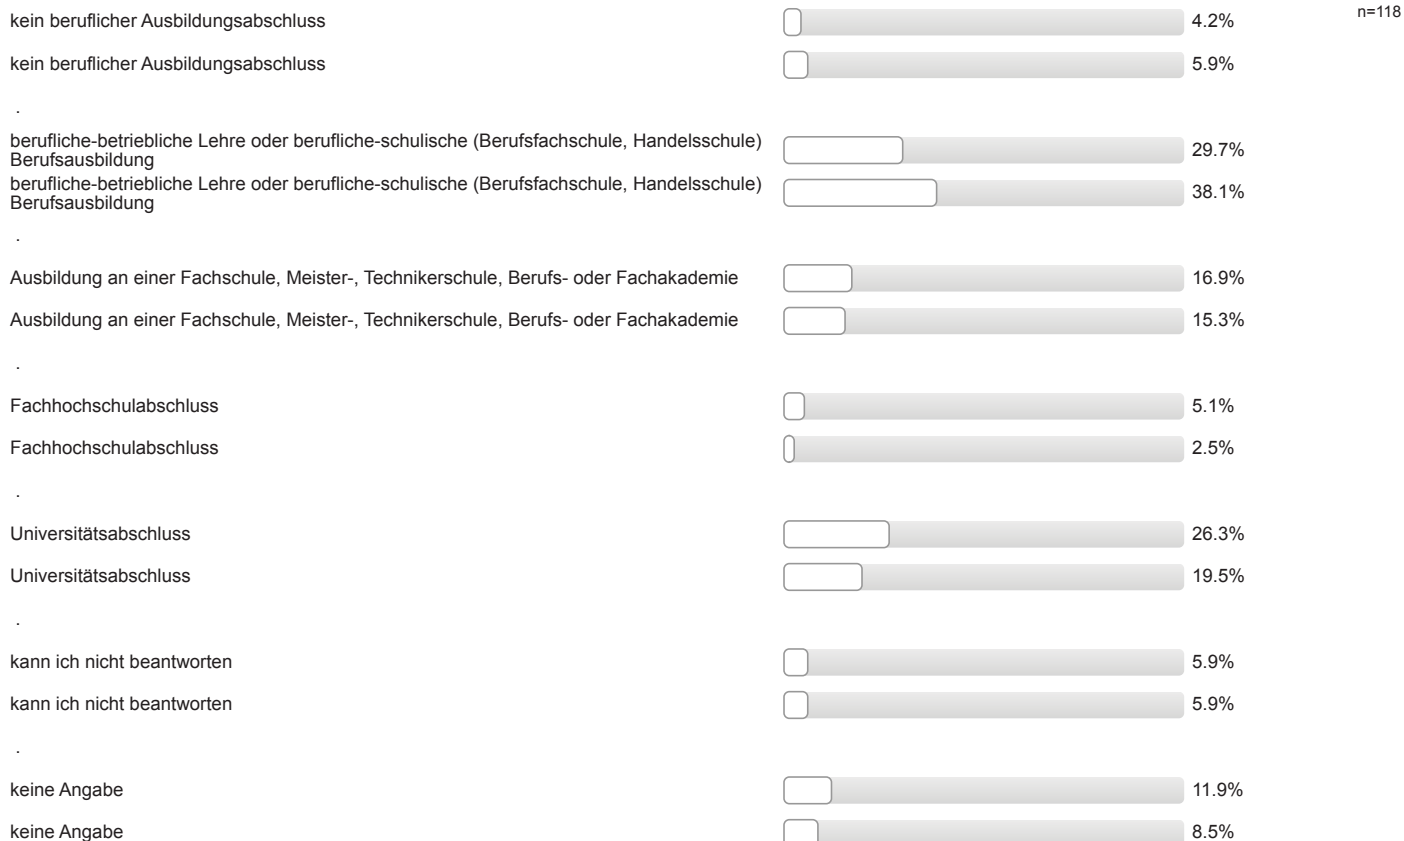 kein beruflicher Ausbildungsabschluss 4.2% n=118
kein beruflicher Ausbildungsabschluss 5.9%
.
berufliche-betriebliche Lehre oder berufliche-schulische (Berufsfachschule, Handelsschule)
Berufsausbildung 29.7%
berufliche-betriebliche Lehre oder berufliche-schulische (Berufsfachschule, Handelsschule)
Berufsausbildung 38.1%
.
Ausbildung an einer Fachschule, Meister-, Technikerschule, Berufs- oder Fachakademie 16.9%
Ausbildung an einer Fachschule, Meister-, Technikerschule, Berufs- oder Fachakademie 15.3%
.
Fachhochschulabschluss 5.1%
Fachhochschulabschluss 2.5%
.
Universitätsabschluss 26.3%
Universitätsabschluss 19.5%
.
kann ich nicht beantworten 5.9%
kann ich nicht beantworten 5.9%
.
keine Angabe 11.9%
keine Angabe 8.5%